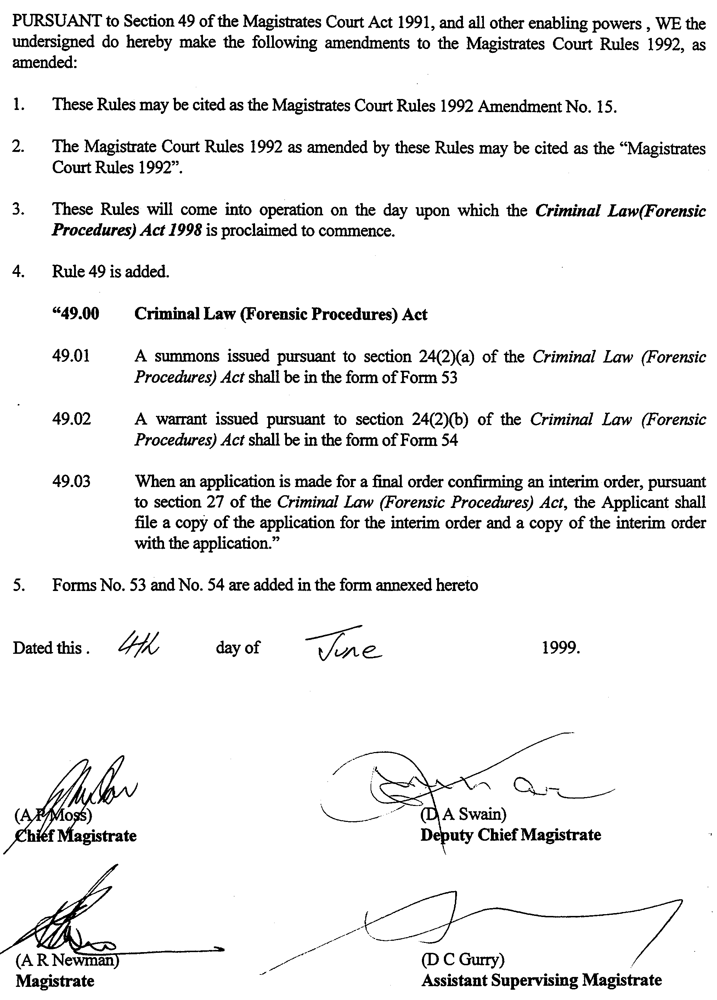 PURSUANT to Section 49 of the Magistrates Court Act 1991, and all other enabling powers , WE the
undersigned do hereby make the following amendments to the Magistrates Court Rules 1992, as
amended:
1. These Rules may be cited as the Magistrates Court Rules 1992 Amendment No. 15.
2. The Magistrate Court Rules 1992 as amended by these Rules may be cited as the “Magistrates
Court Rules 1992”.
3. These Rules will come into operation on the day upon which the Criminal Law(Forensic
Procedures) Act 1998 is proclaimed to commence.
4. Rule 49 is added.
“49.00 Criminal Law (Forensic Procedures) Act
49.01 A summons issued pursuant to section 24(2)(a) of the Criminal Law (Forensic
Procedures) Act shall be in the form of Form 53
49.02 A warrant issued pursuant to section 24(2)(b) of the Criminal Law (Forensic
Procedures) Act shall be in the form of Form 54
49.03 When an application is made for a final order confirming an interim order, pursuant
to section 27 of the Criminal Law (Forensic Procedures) Act, the Applicant shall
file a copy of the application for the interim order and a copy of the interim order
with the application.”
5. Forms No. 53 and No. 54 are added in the form annexed hereto
Dated this . 4th day of June 1999.
(A P Moss) (D A Swain)
Chief Magistrate Deputy Chief Magistrate
(A R Newman) (D C Gurry)
Magistrate Assistant Supervising Magistrate